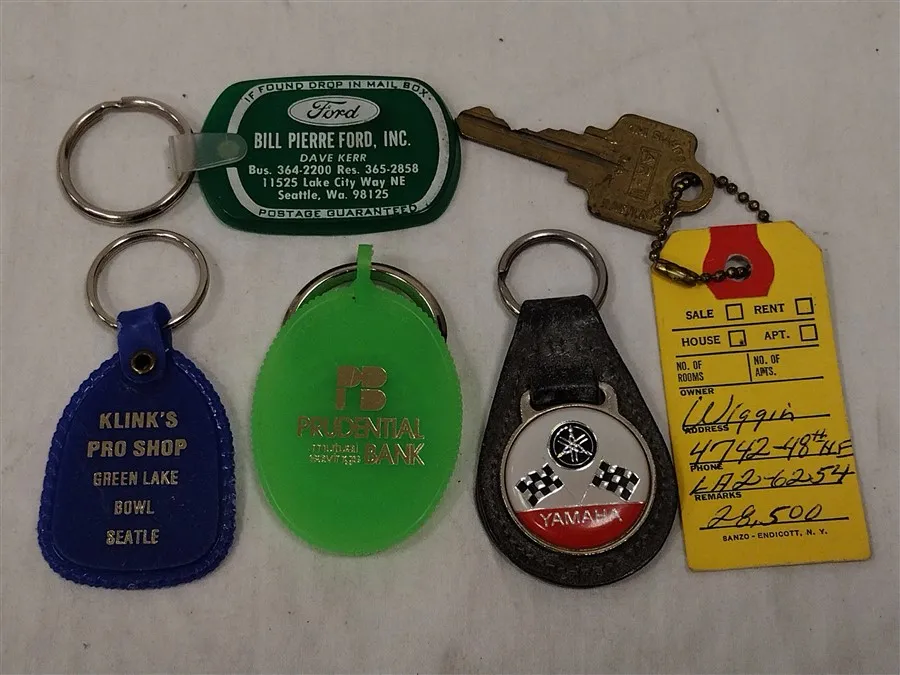 IF FOUND DROP IN MAIL BOX.
Ford
BILL PIERRE FORD, INC.
DAVE KERR
Bus. 364-2200 Res. 365-2858
11525 Lake City Way NE
Seattle, Wa. 98125
POSTAGE GUARANTEED
KLINK'S
PRO SHOP
GREEN LAKE
BOWL
SEATLE
PB
PRUDENTIAL
mutual
savings BANK
YAMAHA
SALE RENT
HOUSE APT.
NO. OF ROOMS
NO. OF APTS.
OWNER
Wiggin
ADDRESS
4742-48th N.E
PHONE
LA2-6254
REMARKS
28,500
BANZO - ENDICOTT, N. Y.